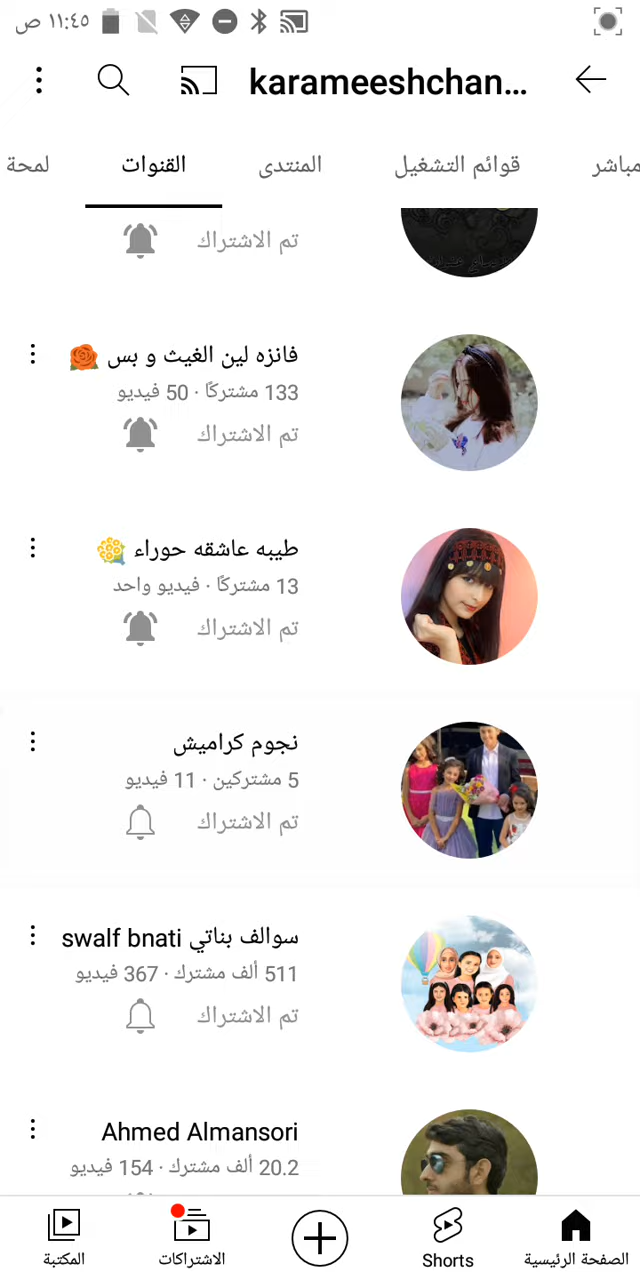 ١١:٤٥ ص
karameeshchan...
مباشر
قوائم التشغيل
المنتدى
القنوات
لمحة
تم الاشتراك
فانزه لين الغيث و بس 🌹
133 مشتركًا · 50 فيديو
تم الاشتراك
طيبه عاشقه حوراء 💐
13 مشتركًا · فيديو واحد
تم الاشتراك
نجوم كراميش
5 مشتركين · 11 فيديو
تم الاشتراك
سوالف بناتي swalf bnati
511 ألف مشترك · 367 فيديو
تم الاشتراك
Ahmed Almansori
20.2 ألف مشترك · 154 فيديو
الصفحة الرئيسية
Shorts
الاشتراكات
المكتبة